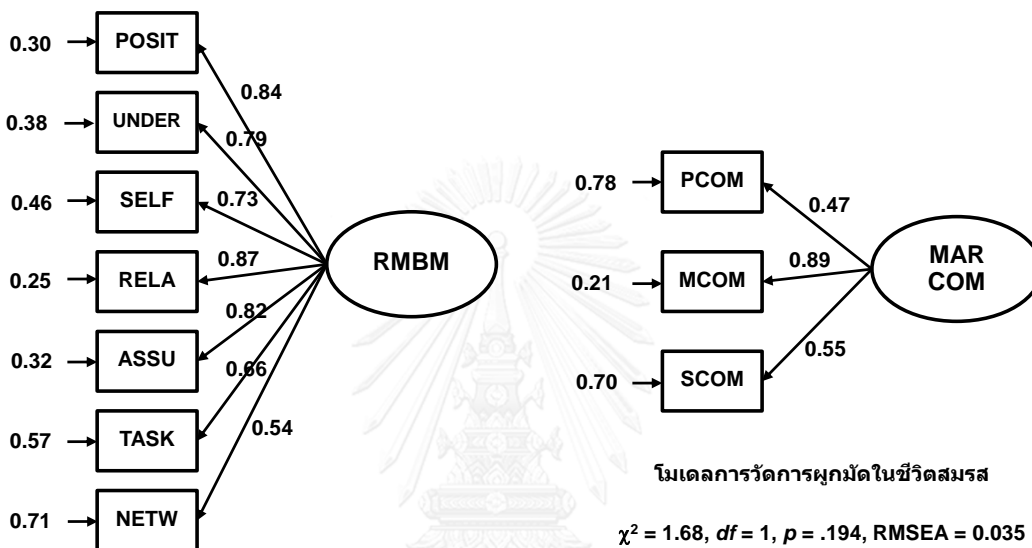 0.30 POSIT 0.84
0.38 UNDER 0.79
0.46 SELF 0.73
0.25 RELA 0.87
RMBM
0.32 ASSU 0.82
0.57 TASK 0.66
0.71 NETW 0.54
0.78 PCOM 0.47
0.21 MCOM 0.89
MAR
COM
0.70 SCOM 0.55
โมเดลการวัดการผูกมัดในชีวิตสมรส
χ² = 1.68, df = 1, p = .194, RMSEA = 0.035